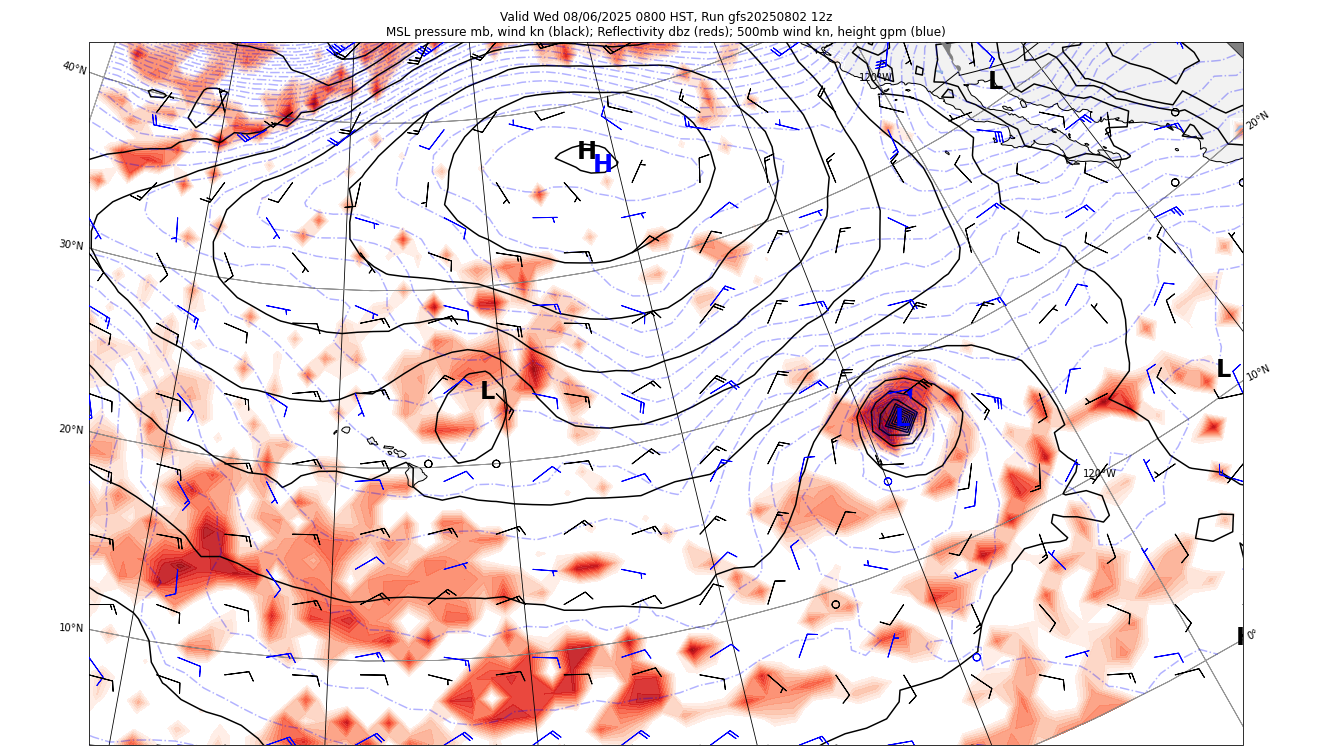 Valid Wed 08/06/2025 0800 HST, Run gfs20250802 12z
MSL pressure mb, wind kn (black); Reflectivity dbz (reds); 500mb wind kn, height gpm (blue)
40°N
120°W
L
20°N
H
H
30°N
L
10°N
L
L
20°N
120°W
10°N
0°